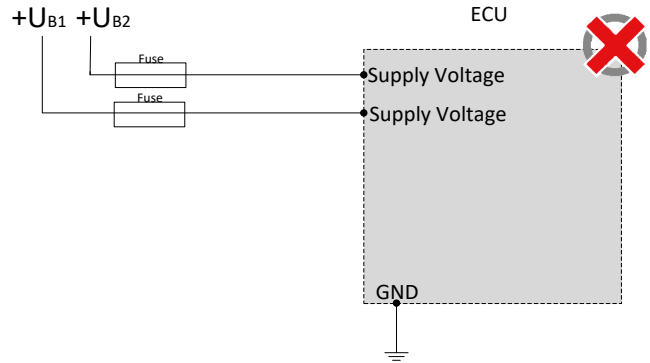 +UB1 +UB2
ECU
Fuse
Supply Voltage
Fuse
Supply Voltage
GND